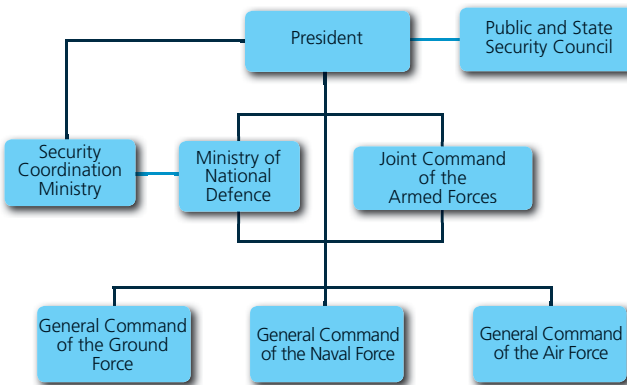 President
Public and State
Security Council
Security
Coordination
Ministry
Ministry of
National
Defence
Joint Command
of the
Armed Forces
General Command
of the Ground
Force
General Command
of the Naval Force
General Command
of the Air Force